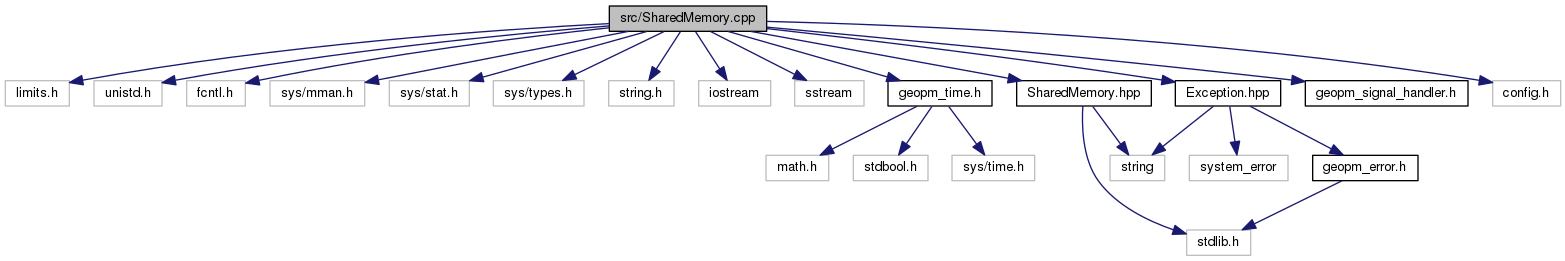 src/SharedMemory.cpp
limits.h
unistd.h
fcntl.h
sys/mman.h
sys/stat.h
sys/types.h
string.h
iostream
sstream
geopm_time.h
SharedMemory.hpp
Exception.hpp
geopm_signal_handler.h
config.h
math.h
stdbool.h
sys/time.h
string
system_error
geopm_error.h
stdlib.h